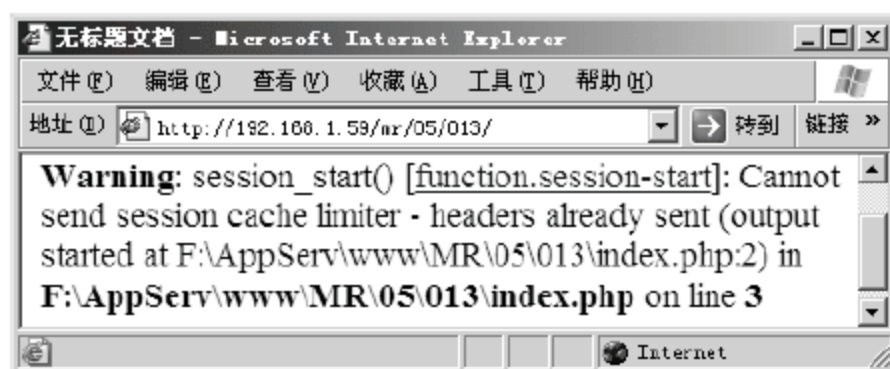 无标题文档 - Microsoft Internet Explorer
文件(F) 编辑(E) 查看(V) 收藏(A) 工具(T) 帮助(H)
地址(D) http://192.168.1.59/mr/05/013/ 转到 链接 »
Warning: session_start() [function.session-start]: Cannot
send session cache limiter - headers already sent (output
started at F:\AppServ\www\MR\05\013\index.php:2) in
F:\AppServ\www\MR\05\013\index.php on line 3
Internet